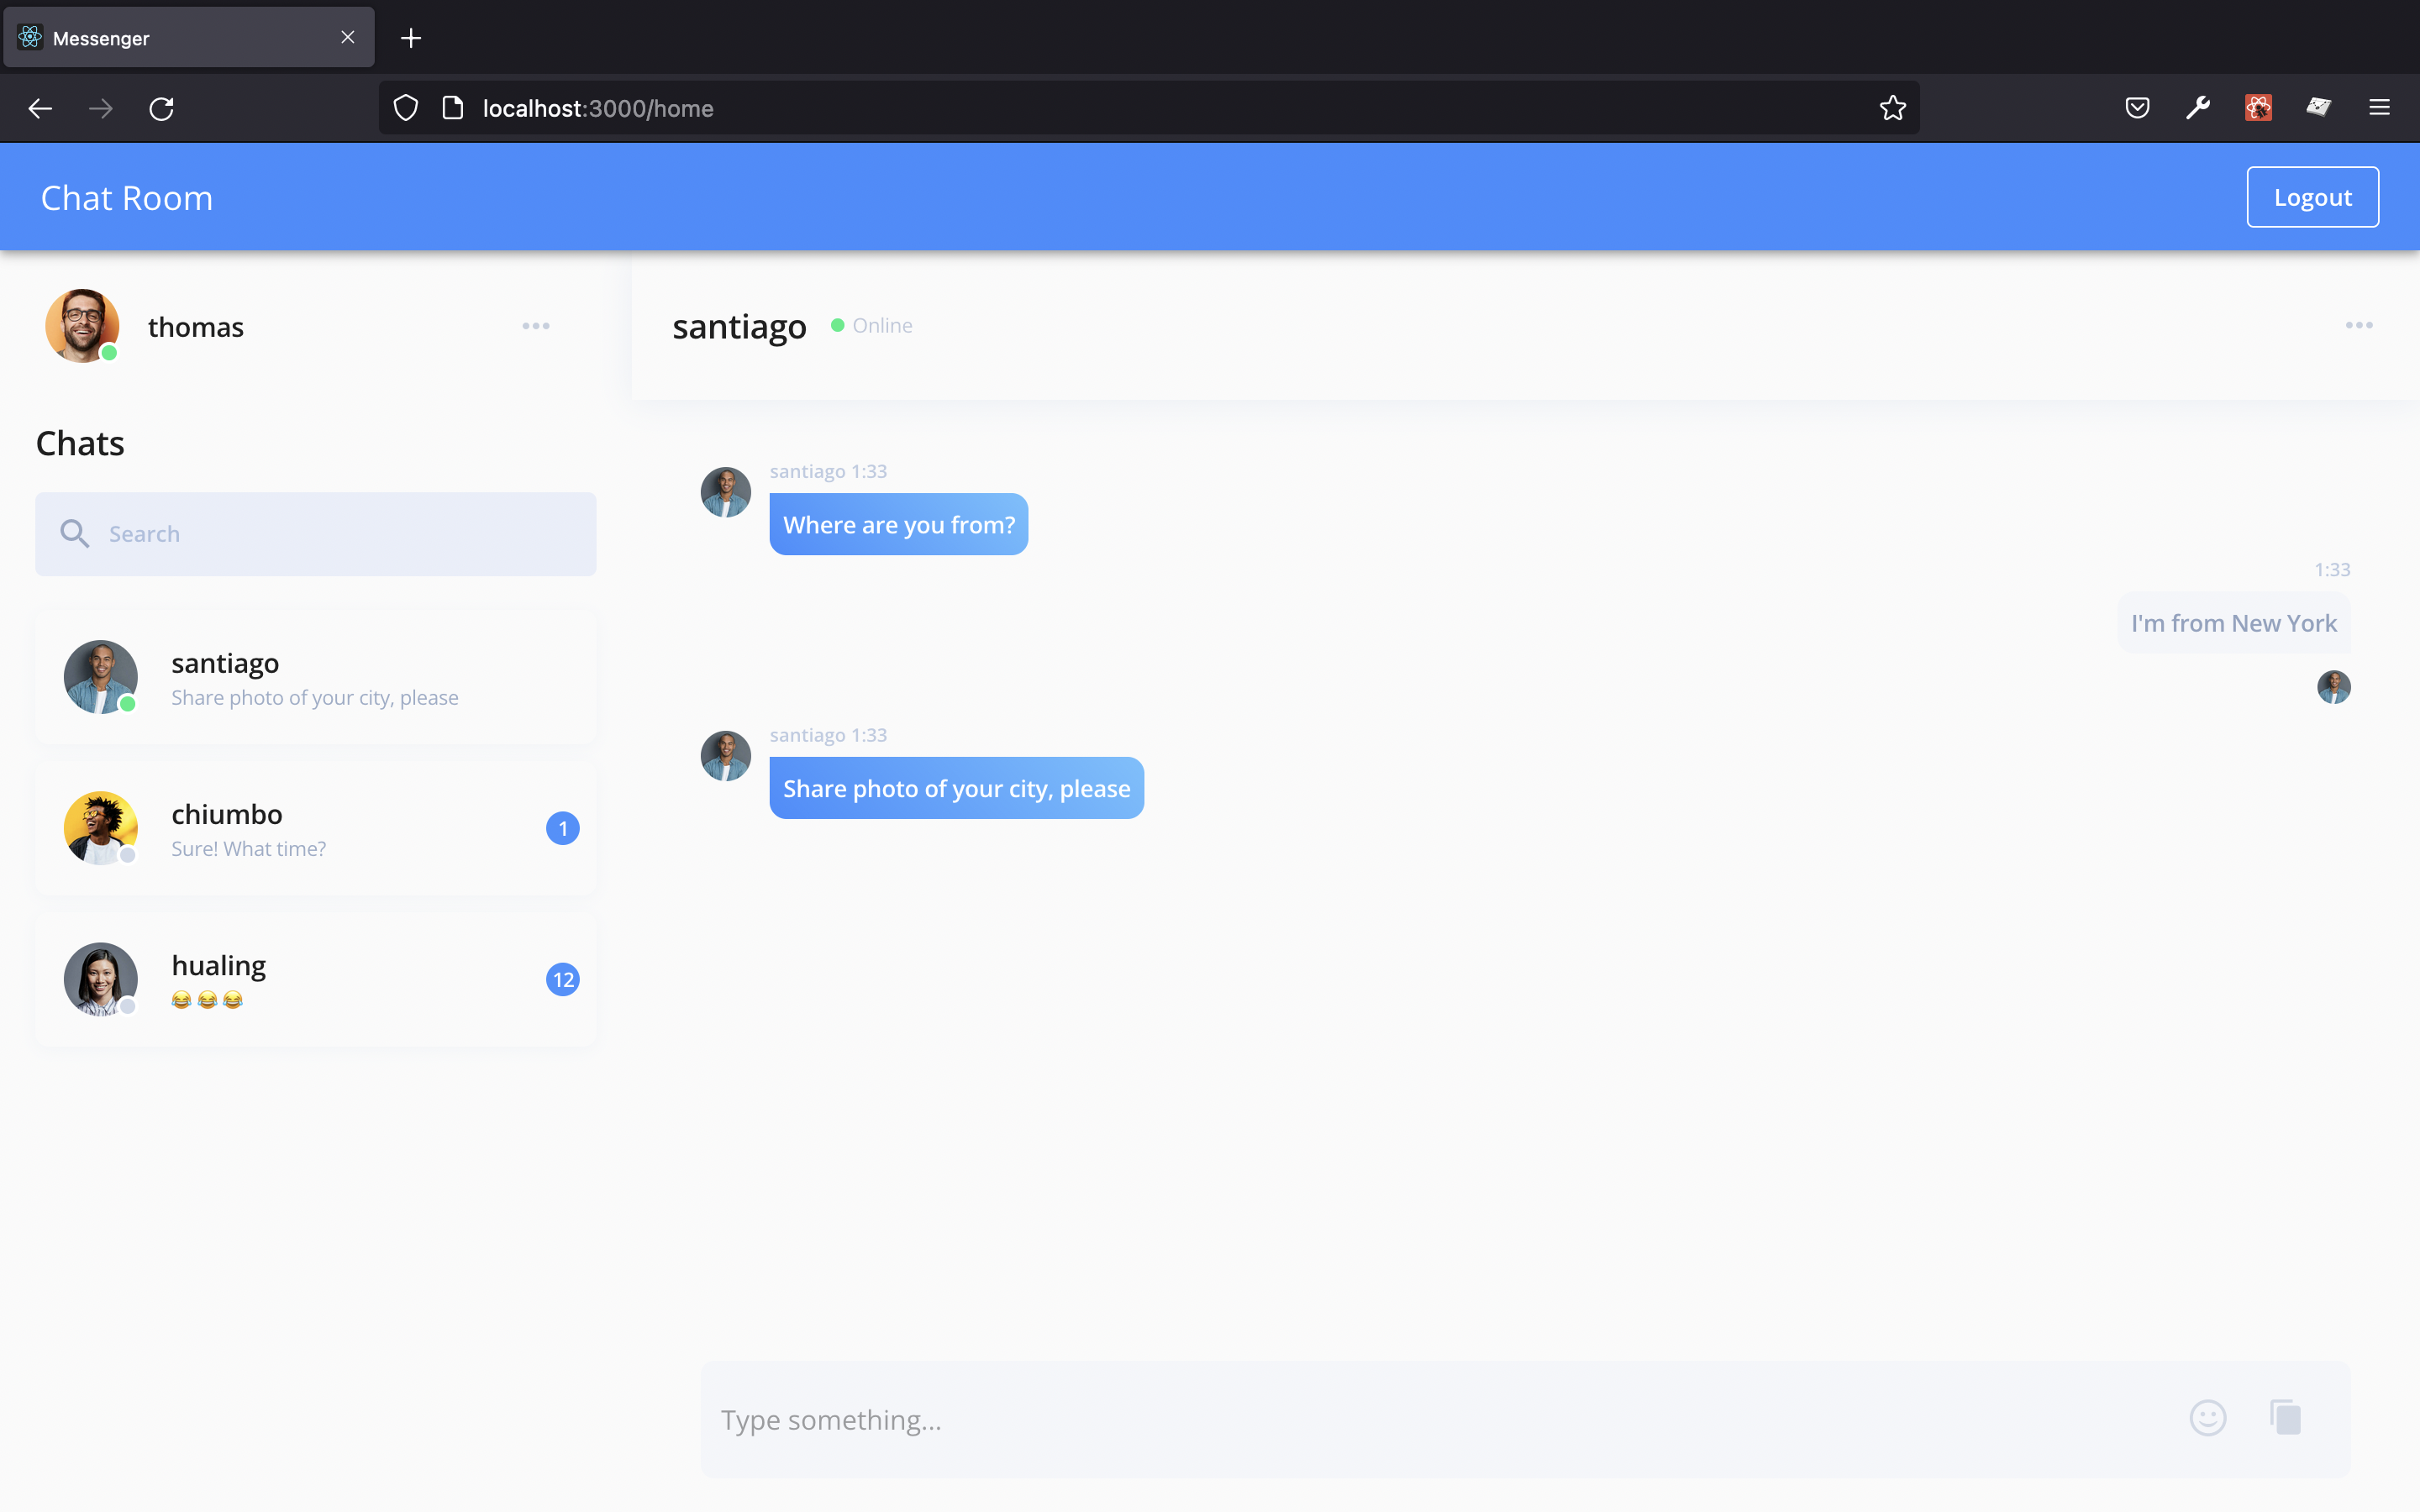 Messenger
localhost:3000/home
Chat Room
Logout
thomas
Chats
Search
santiago
Share photo of your city, please
chiumbo
Sure! What time?
1
hualing
😂 😂 😂
12
santiago
Online
santiago 1:33
Where are you from?
1:33
I'm from New York
santiago 1:33
Share photo of your city, please
Type something...